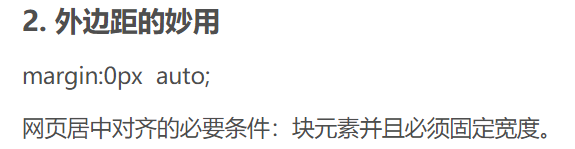 2. 外边距的妙用
margin:0px  auto;
网页居中对齐的必要条件：块元素并且必须固定宽度。